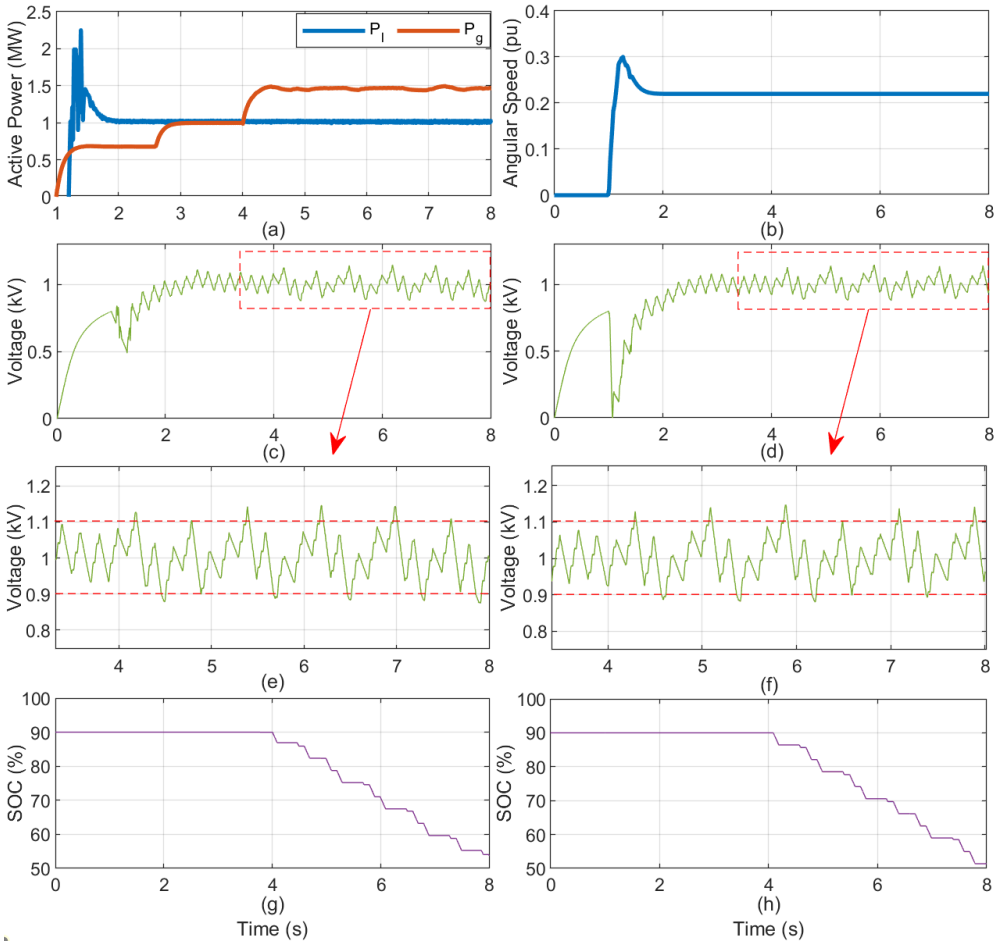 P_l P_g
Active Power (MW)
2.5
2
1.5
1
0.5
0
1 2 3 4 5 6 7 8
(a)
Angular Speed (pu)
0.4
0.3
0.2
0.1
0
0 2 4 6 8
(b)
Voltage (kV)
1
0.5
0
0 2 4 6 8
(c)
Voltage (kV)
1
0.5
0
0 2 4 6 8
(d)
Voltage (kV)
1.2
1.1
1
0.9
0.8
4 5 6 7 8
(e)
Voltage (kV)
1.2
1.1
1
0.9
0.8
4 5 6 7 8
(f)
SOC (%)
100
90
80
70
60
50
0 2 4 6 8
(g)
Time (s)
SOC (%)
100
90
80
70
60
50
0 2 4 6 8
(h)
Time (s)